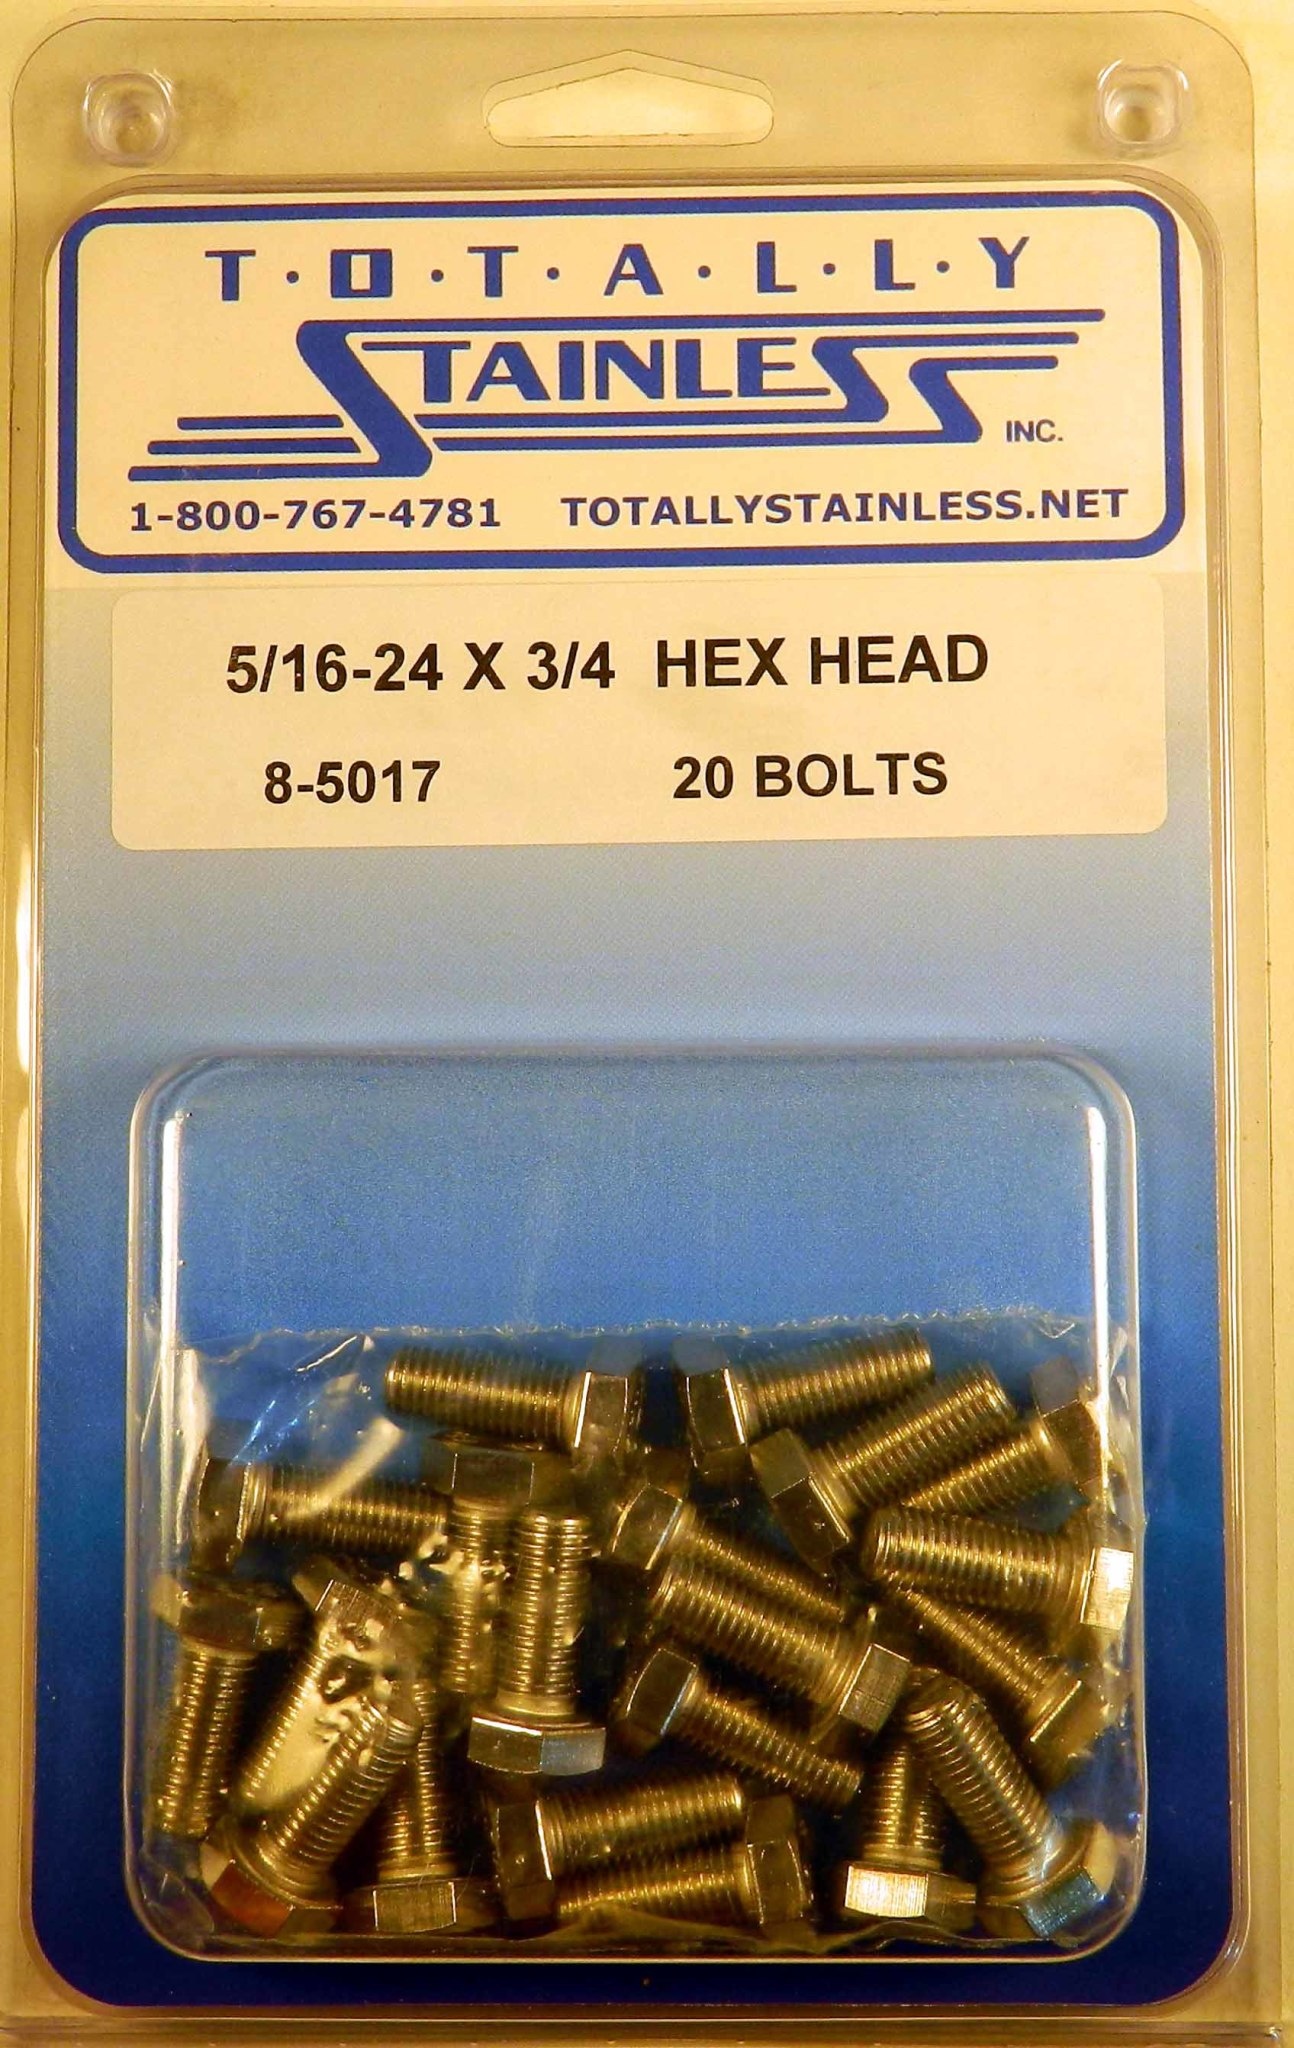 T·O·T·A·L·L·Y
STAINLESS INC.
1-800-767-4781 TOTALLYSTAINLESS.NET
5/16-24 X 3/4 HEX HEAD
8-5017 20 BOLTS